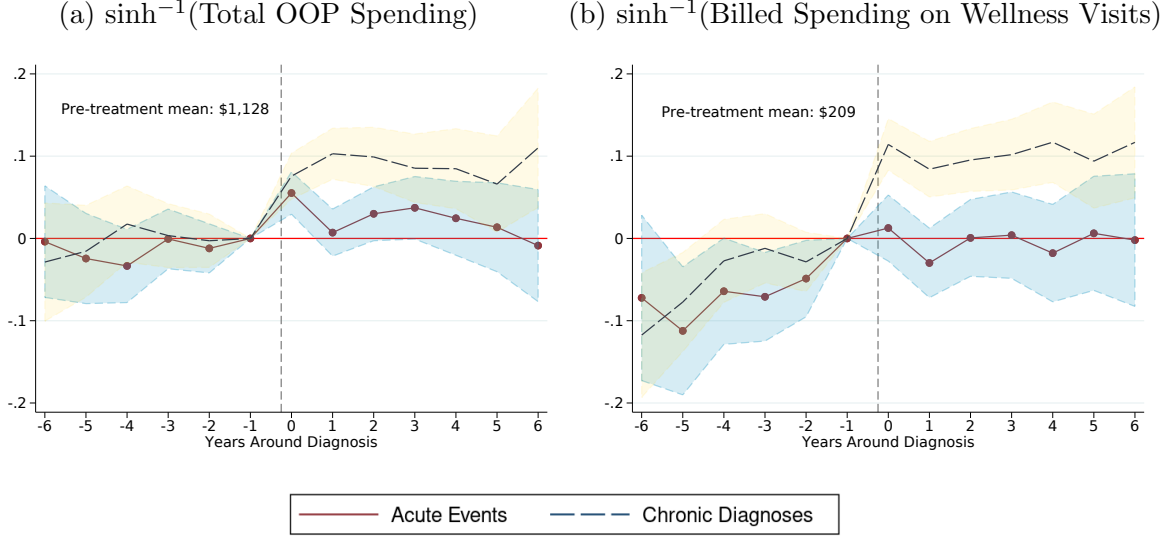 (a) sinh⁻¹(Total OOP Spending)
.2
.1
0
-.1
-.2
Pre-treatment mean: $1,128
-6 -5 -4 -3 -2 -1 0 1 2 3 4 5 6
Years Around Diagnosis
(b) sinh⁻¹(Billed Spending on Wellness Visits)
.2
.1
0
-.1
-.2
Pre-treatment mean: $209
-6 -5 -4 -3 -2 -1 0 1 2 3 4 5 6
Years Around Diagnosis
Acute Events Chronic Diagnoses